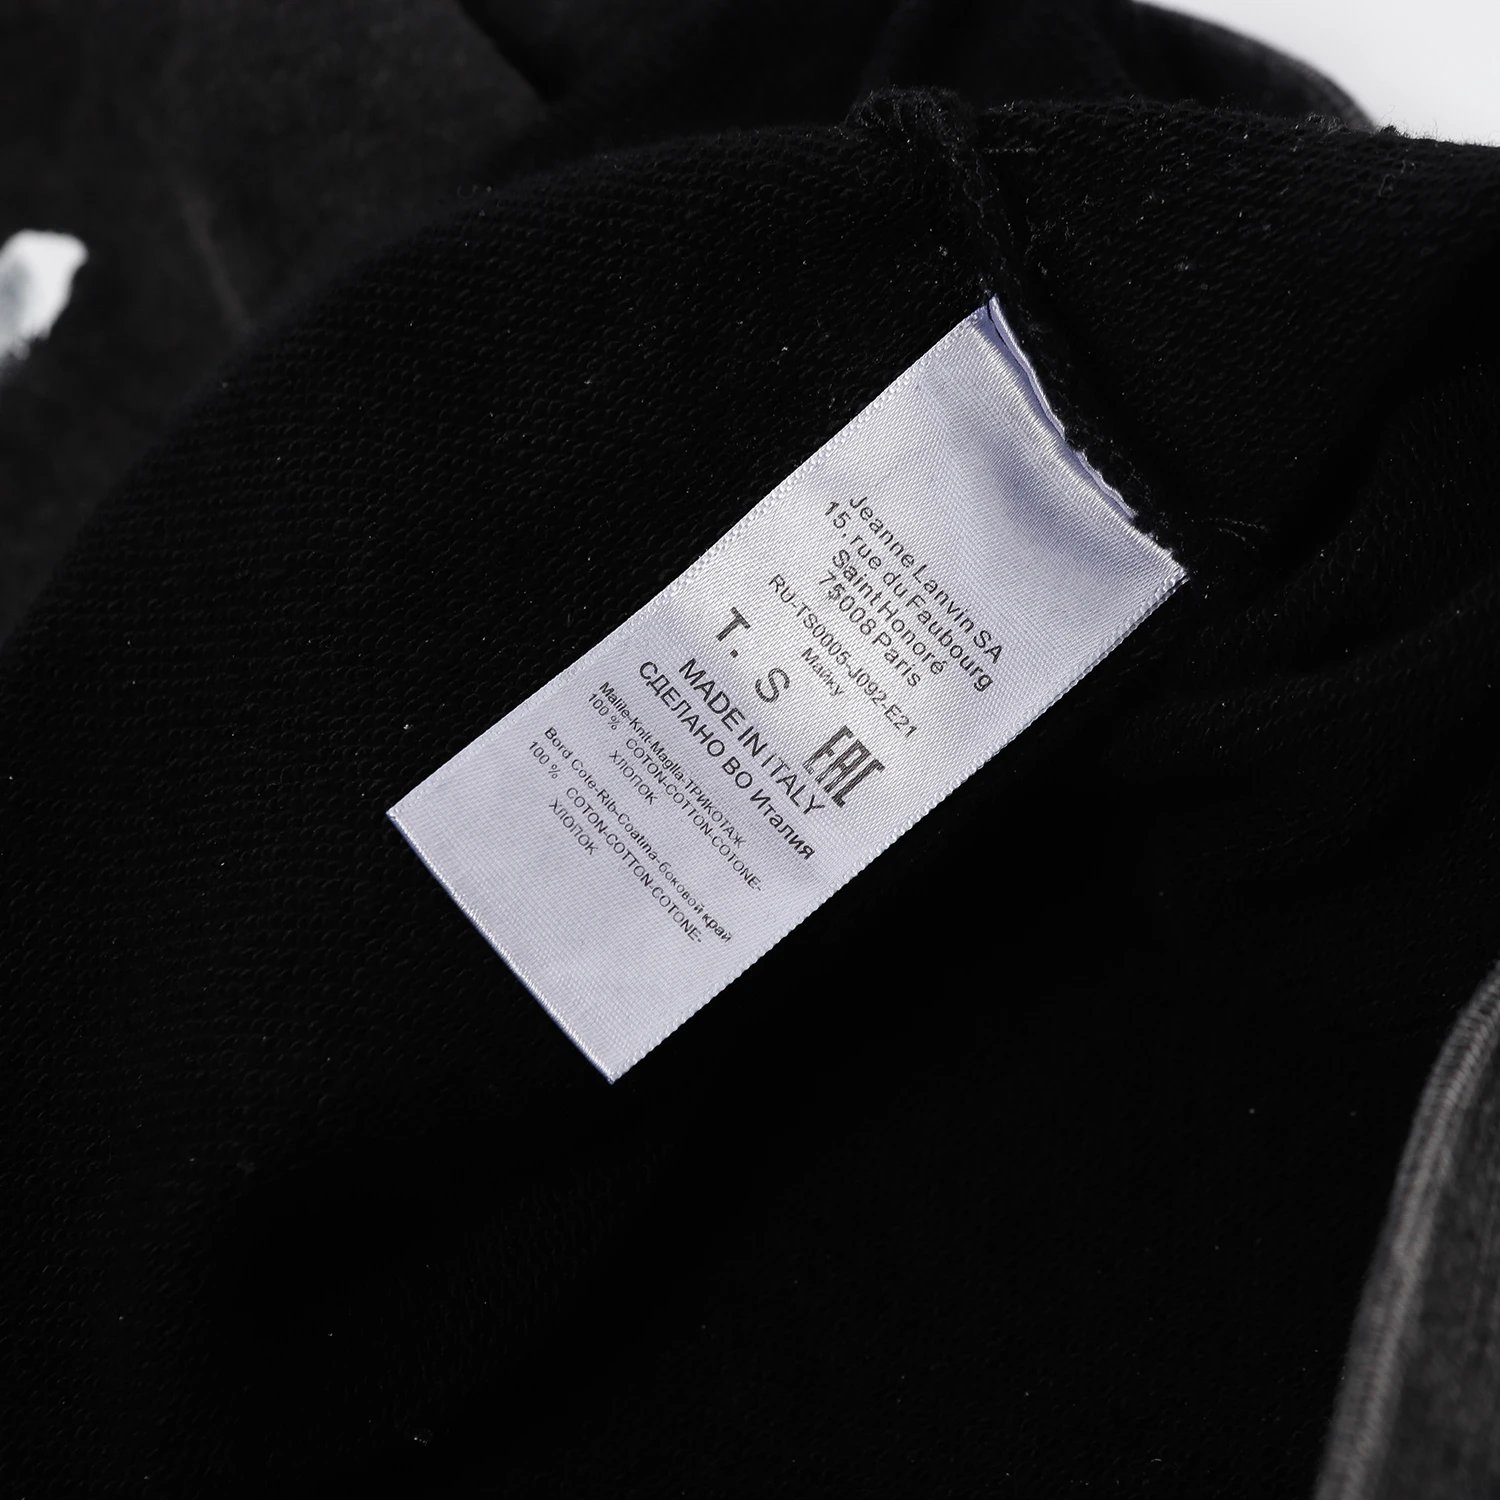 Jeanne Lanvin SA
15, rue du Faubourg
Saint Honoré
75008 Paris
RU-TS0005-J092-E21
Майку
T. S
EAC
MADE IN ITALY
СДЕЛАНО ВО Италия
Maille-Knit-Maglia-ТРИКОТАЖ
100 % COTON-COTTON-COTONE-
ХЛОПОК
Bord Cote-Rib-Coatina-боковой край
100 % COTON-COTTON-COTONE-
ХЛОПОК